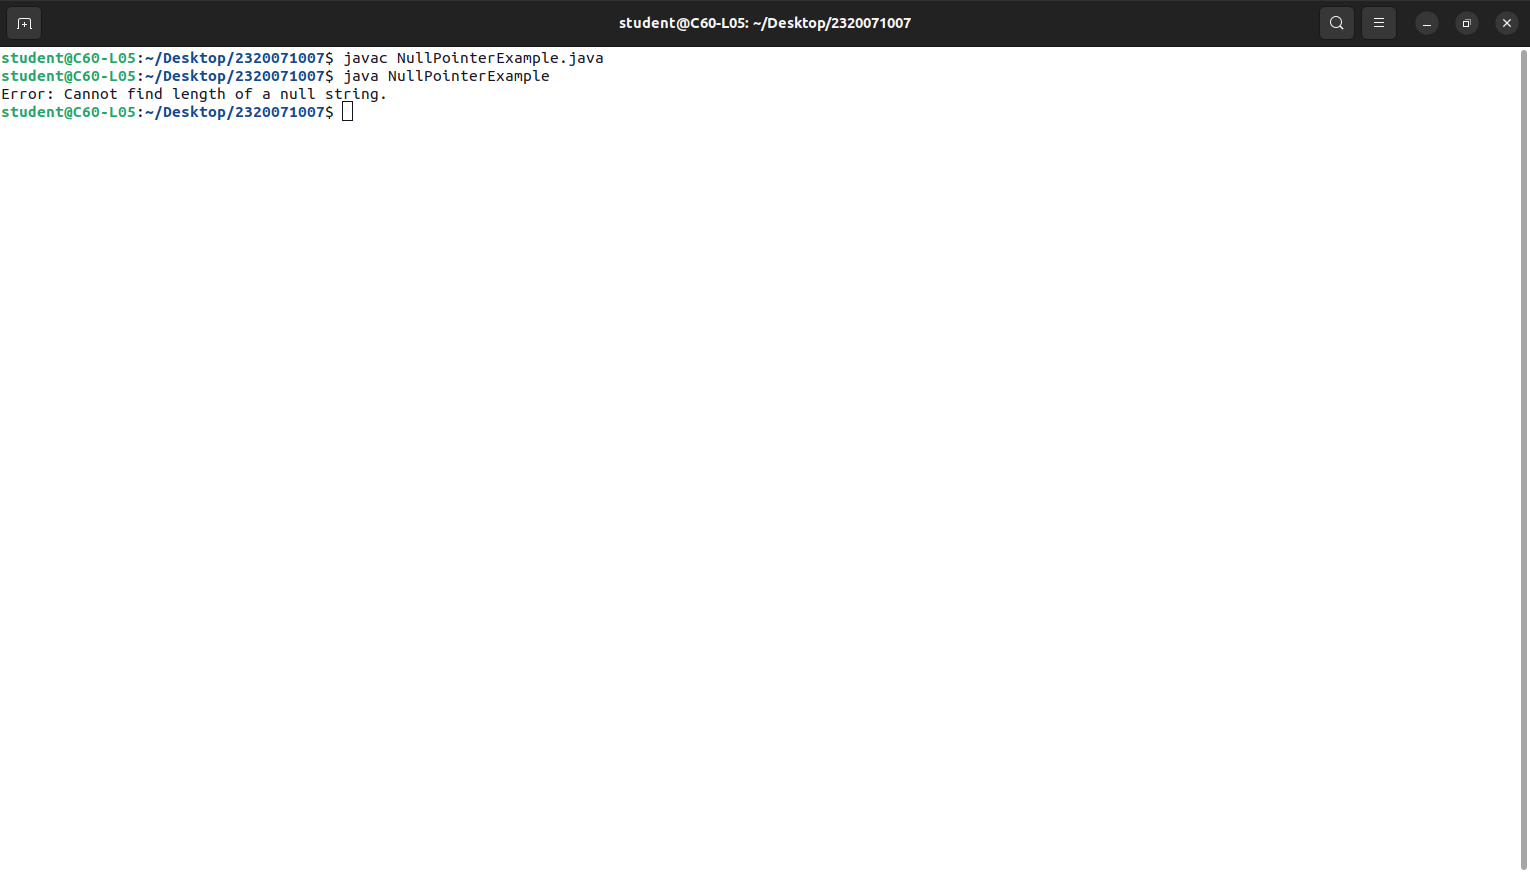 student@C60-L05: ~/Desktop/2320071007
student@C60-L05:~/Desktop/2320071007$ javac NullPointerExample.java
student@C60-L05:~/Desktop/2320071007$ java NullPointerExample
Error: Cannot find length of a null string.
student@C60-L05:~/Desktop/2320071007$